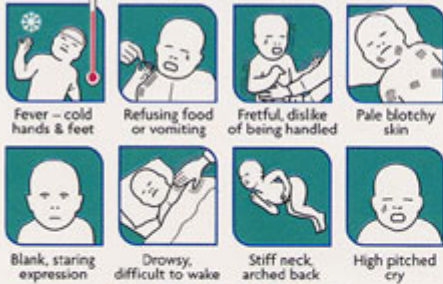 Fever – cold
hands & feet
Refusing food
or vomiting
Fretful, dislike
of being handled
Pale blotchy
skin
Blank, staring
expression
Drowsy,
difficult to wake
Stiff neck,
arched back
High pitched
cry